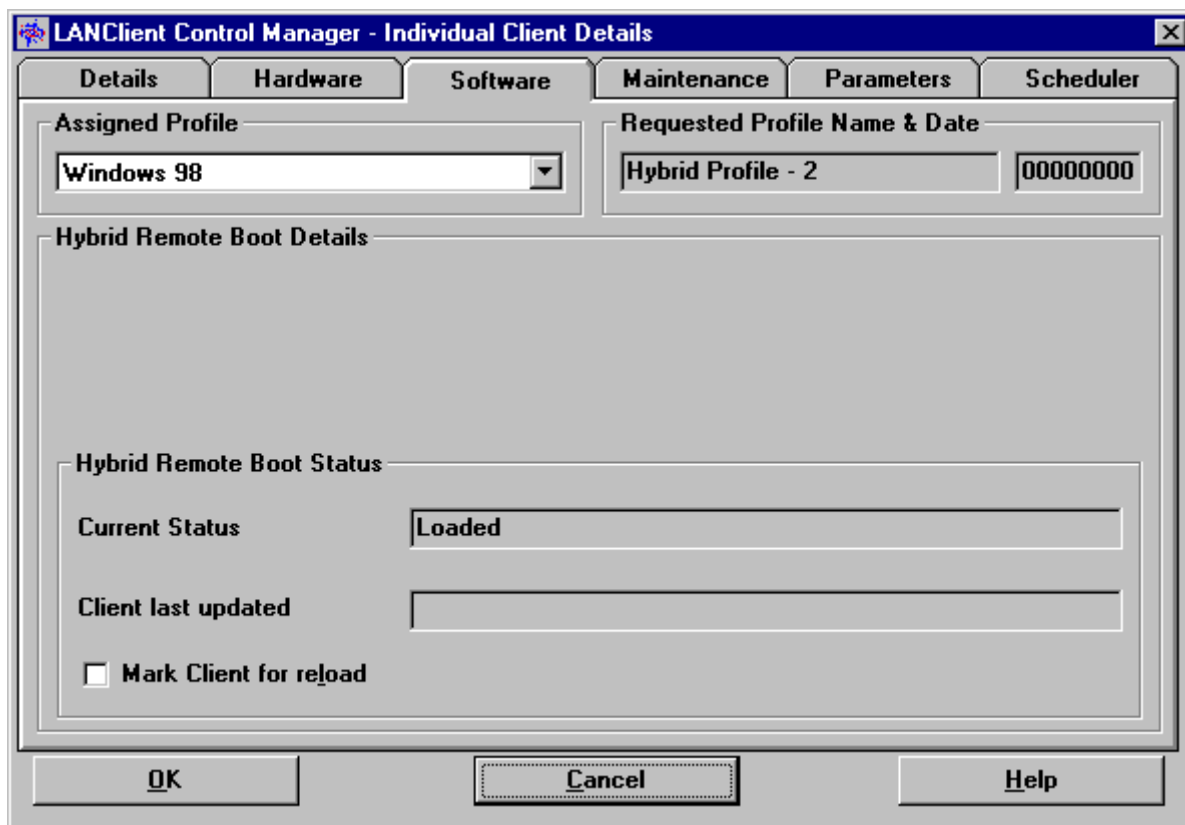 LANClient Control Manager - Individual Client Details
Details Hardware Software Maintenance Parameters Scheduler
Assigned Profile Requested Profile Name & Date
Windows 98 Hybrid Profile - 2 00000000
Hybrid Remote Boot Details
Hybrid Remote Boot Status
Current Status Loaded
Client last updated
Mark Client for reload
OK Cancel Help